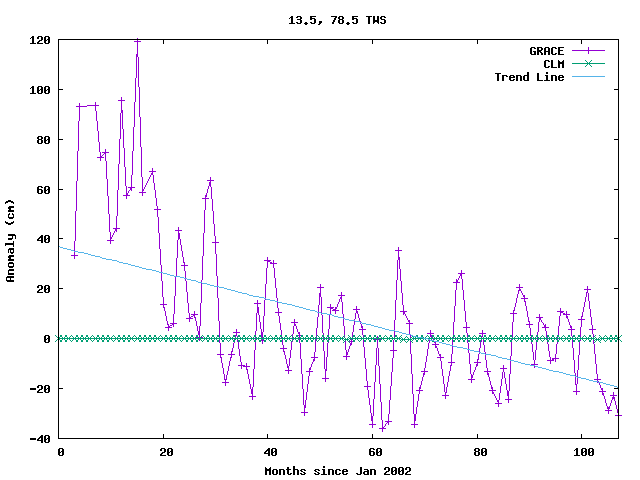 13.5, 78.5 TWS
GRACE
CLM
Trend Line
120
100
80
60
40
20
0
-20
-40
Anomaly (cm)
0 20 40 60 80 100
Months since Jan 2002